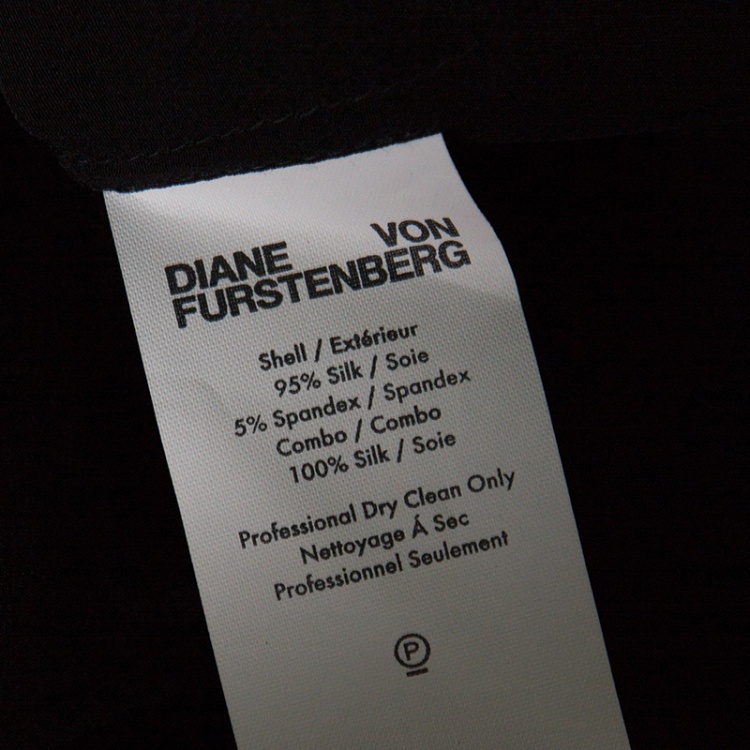 DIANE VON
FURSTENBERG
Shell / Extérieur
95% Silk / Soie
5% Spandex / Spandex
Combo / Combo
100% Silk / Soie
Professional Dry Clean Only
Nettoyage Á Sec
Professionnel Seulement
P